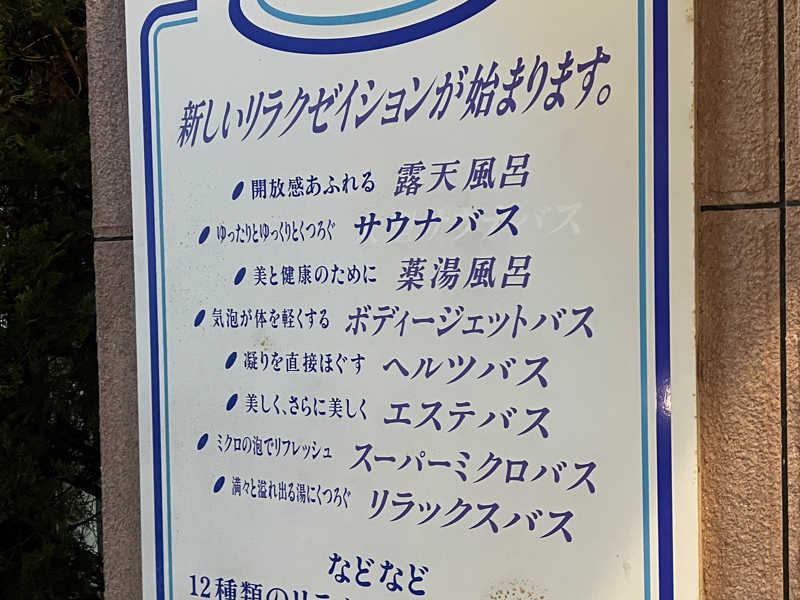 新しいリラクゼイションが始まります。
開放感あふれる 露天風呂
ゆったりとゆっくりとくつろぐ サウナバス
美と健康のために 薬湯風呂
気泡が体を軽くする ボディージェットバス
凝りを直接ほぐす ヘルツバス
美しく、さらに美しく エステバス
ミクロの泡でリフレッシュ スーパーミクロバス
満々と溢れ出る湯にくつろぐ リラックスバス
などなど
12種類のリラ